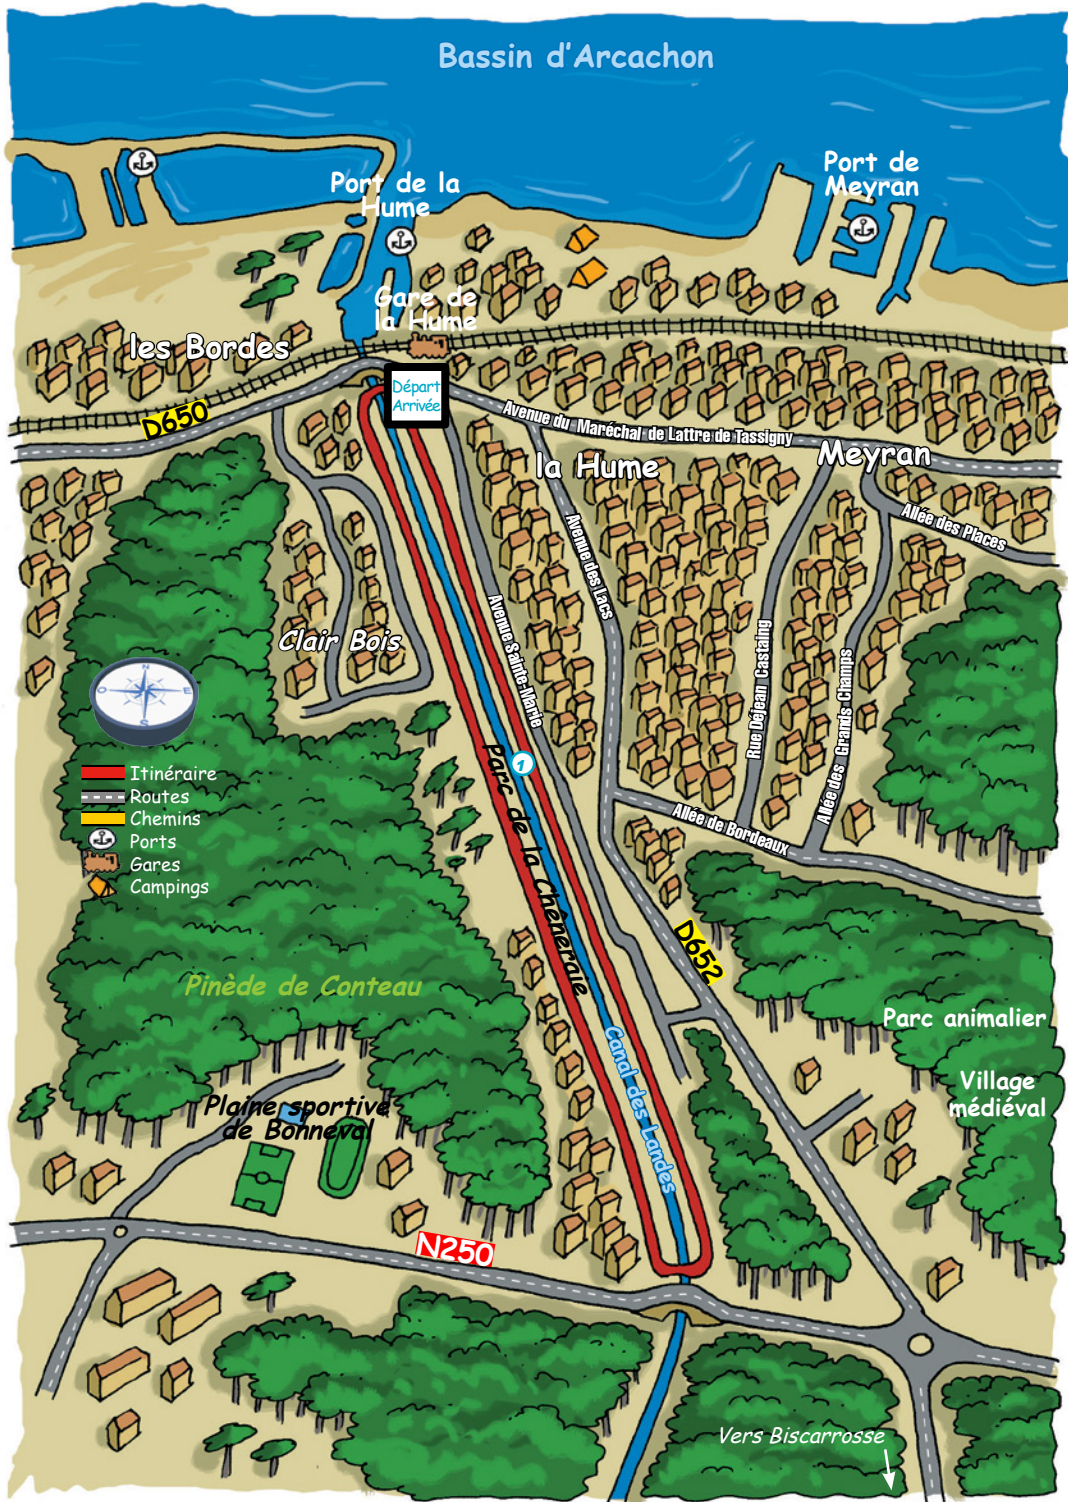 Bassin d'Arcachon
Port de
Meyran
Port de la
Hume
Gare de
la Hume
les Bordes
Départ
Arrivée
D650
Avenue du Maréchal de Lattre de Tassigny
la Hume
Meyran
Allée des Places
Avenue des Lacs
Avenue Sainte-Marie
Clair Bois
Rue Dejean Castaing
Allée des Grands Champs
N
O
E
S
Parc de la Chêneraie
1
Itinéraire
Routes
Chemins
Ports
Gares
Campings
Allée de Bordeaux
D652
Pinède de Conteau
Parc animalier
Canal des Landes
Village
médiéval
Plaine sportive
de Bonneval
N250
Vers Biscarrosse